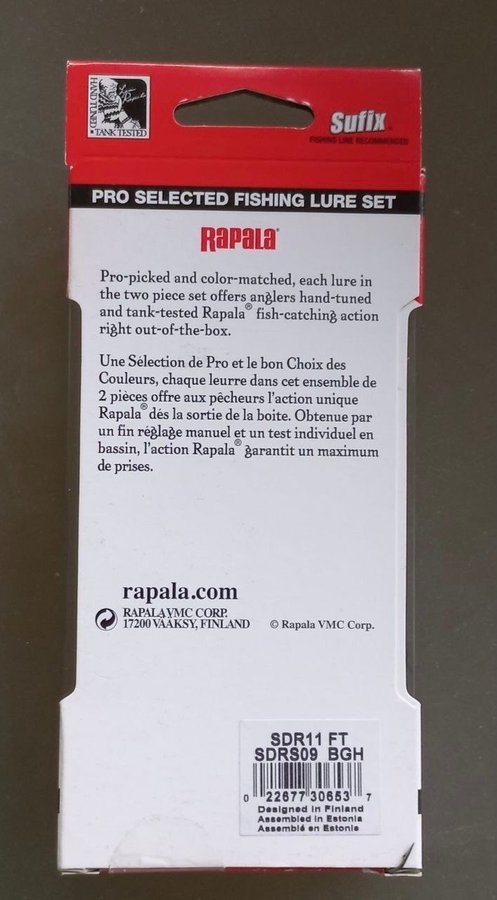 HAND TUNED
TANK TESTED
Sufix
FISHING LINE RECOMMENDED
PRO SELECTED FISHING LURE SET
RAPALA®
Pro-picked and color-matched, each lure in
the two piece set offers anglers hand-tuned
and tank-tested Rapala® fish-catching action
right out-of-the-box.
Une Sélection de Pro et le bon Choix des
Couleurs, chaque leurre dans cet ensemble de
2 pièces offre aux pêcheurs l'action unique
Rapala® dés la sortie de la boite. Obtenue par
un fin réglage manuel et un test individuel en
bassin, l'action Rapala® garantit un maximum
de prises.
rapala.com
RAPALA VMC CORP.
17200 VÄÄKSY, FINLAND
© Rapala VMC Corp.
SDR11 FT
SDRS09 BGH
0 22677 30653 7
Designed in Finland
Assembled in Estonia
Assemblé en Estonie